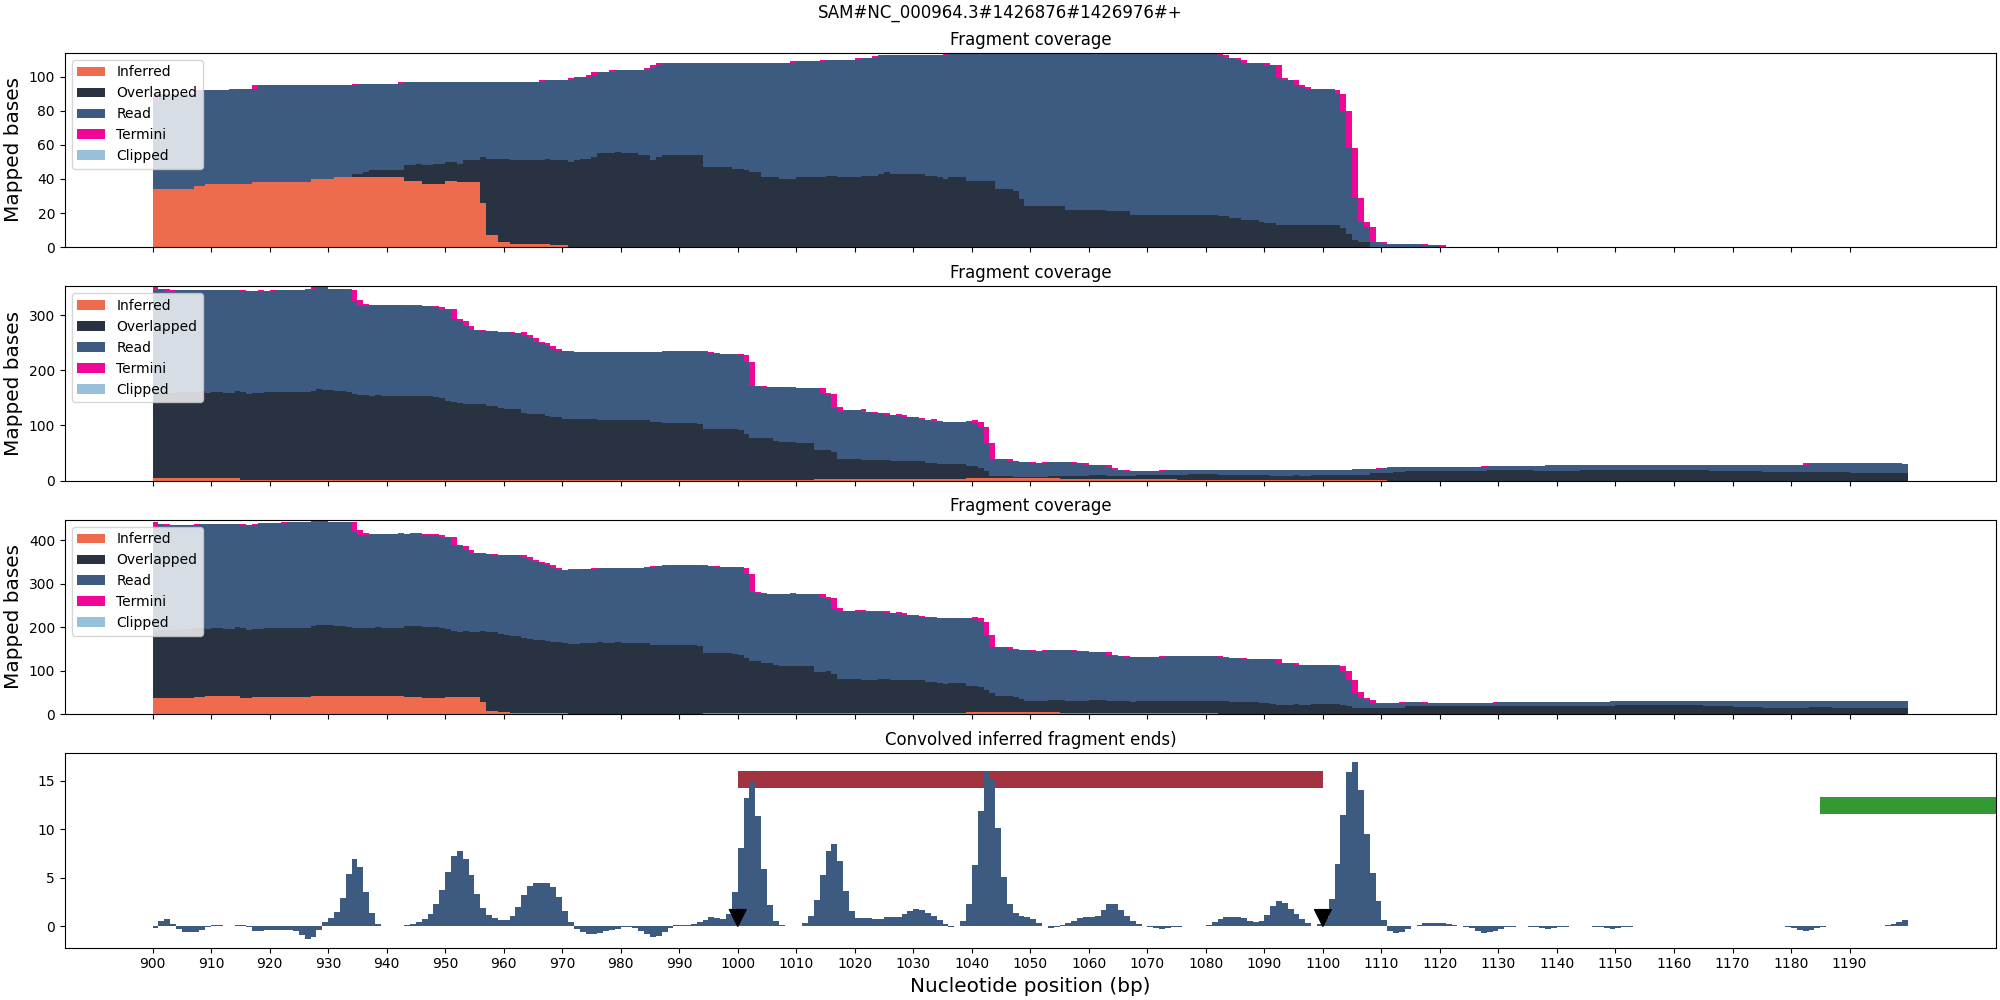 SAM#NC_000964.3#1426876#1426976#+
Fragment coverage
Mapped bases
100
80
60
40
20
0
Inferred
Overlapped
Read
Termini
Clipped
Fragment coverage
Mapped bases
300
200
100
0
Inferred
Overlapped
Read
Termini
Clipped
Fragment coverage
Mapped bases
400
300
200
100
0
Inferred
Overlapped
Read
Termini
Clipped
Convolved inferred fragment ends)
15
10
5
0
900 910 920 930 940 950 960 970 980 990 1000 1010 1020 1030 1040 1050 1060 1070 1080 1090 1100 1110 1120 1130 1140 1150 1160 1170 1180 1190
Nucleotide position (bp)